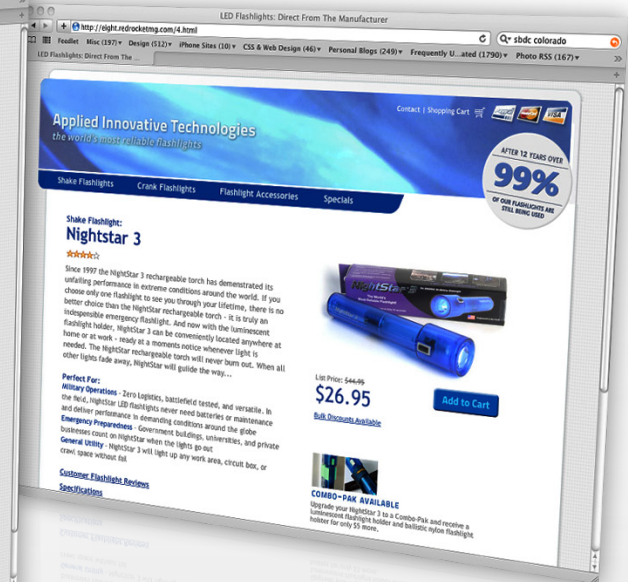 LED Flashlights: Direct From The Manufacturer
http://eight.redrocketmg.com/4.html
sbdc colorado
Feedlet Misc (197) Design (512) iPhone Sites (10) CSS & Web Design (46) Personal Blogs (249) Frequently U...ated (1790) Photo RSS (167)
LED Flashlights: Direct From The ...
Contact | Shopping Cart
VISA
Applied Innovative Technologies
the world's most reliable flashlights
AFTER 12 YEARS OVER
99%
OF OUR FLASHLIGHTS ARE
STILL BEING USED
Shake Flashlights Crank Flashlights Flashlight Accessories Specials
Shake Flashlight:
Nightstar 3
Since 1997 the NightStar 3 rechargeable torch has demonstrated its
unfailing performance in extreme conditions around the world. If you
choose only one flashlight to see you through your lifetime, there is no
better choice than the NightStar rechargeable torch - it is truly an
indespensible emergency flashlight. And now with the luminescent
flashlight holder, NightStar 3 can be conveniently located anywhere at
home or at work - ready at a moments notice whenever light is
needed. The NightStar rechargeable torch will never burn out. When all
other lights fade away, NightStar will guilde the way...
Perfect For:
Military Operations - Zero Logistics, battlefield tested, and versatile. In
the field, NightStar LED flashlights never need batteries or maintenance
and deliver performance in demanding conditions around the globe
Emergency Preparedness - Government buildings, universities, and private
businesses count on NightStar when the lights go out
General Utility - NightStar 3 will light up any work area, circuit box, or
crawl space without fail
Customer Flashlight Reviews
Specifications
NightStar
The World's
List Price: $44.95
$26.95
Bulk Discounts Available
Add to Cart
COMBO-PAK AVAILABLE
Upgrade your NightStar 3 to a Combo-Pak and receive a
luminescent flashlight holder and ballistic nylon flashlight
holster for only $5 more.